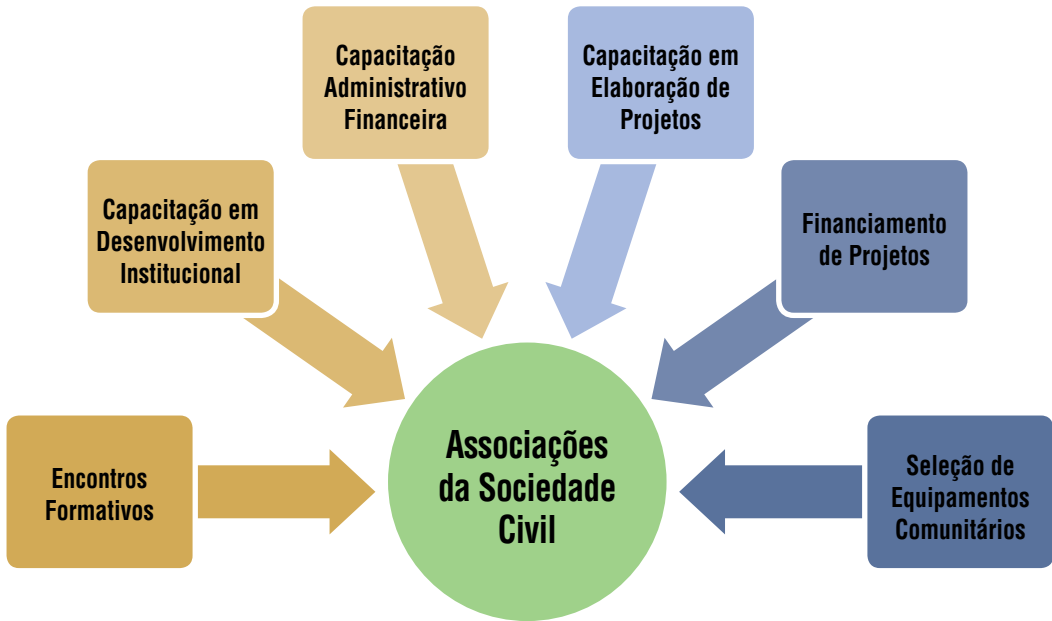 Capacitação
Administrativo
Financeira
Capacitação em
Elaboração de
Projetos
Capacitação em
Desenvolvimento
Institucional
Financiamento
de Projetos
Encontros
Formativos
Associações
da Sociedade
Civil
Seleção de
Equipamentos
Comunitários